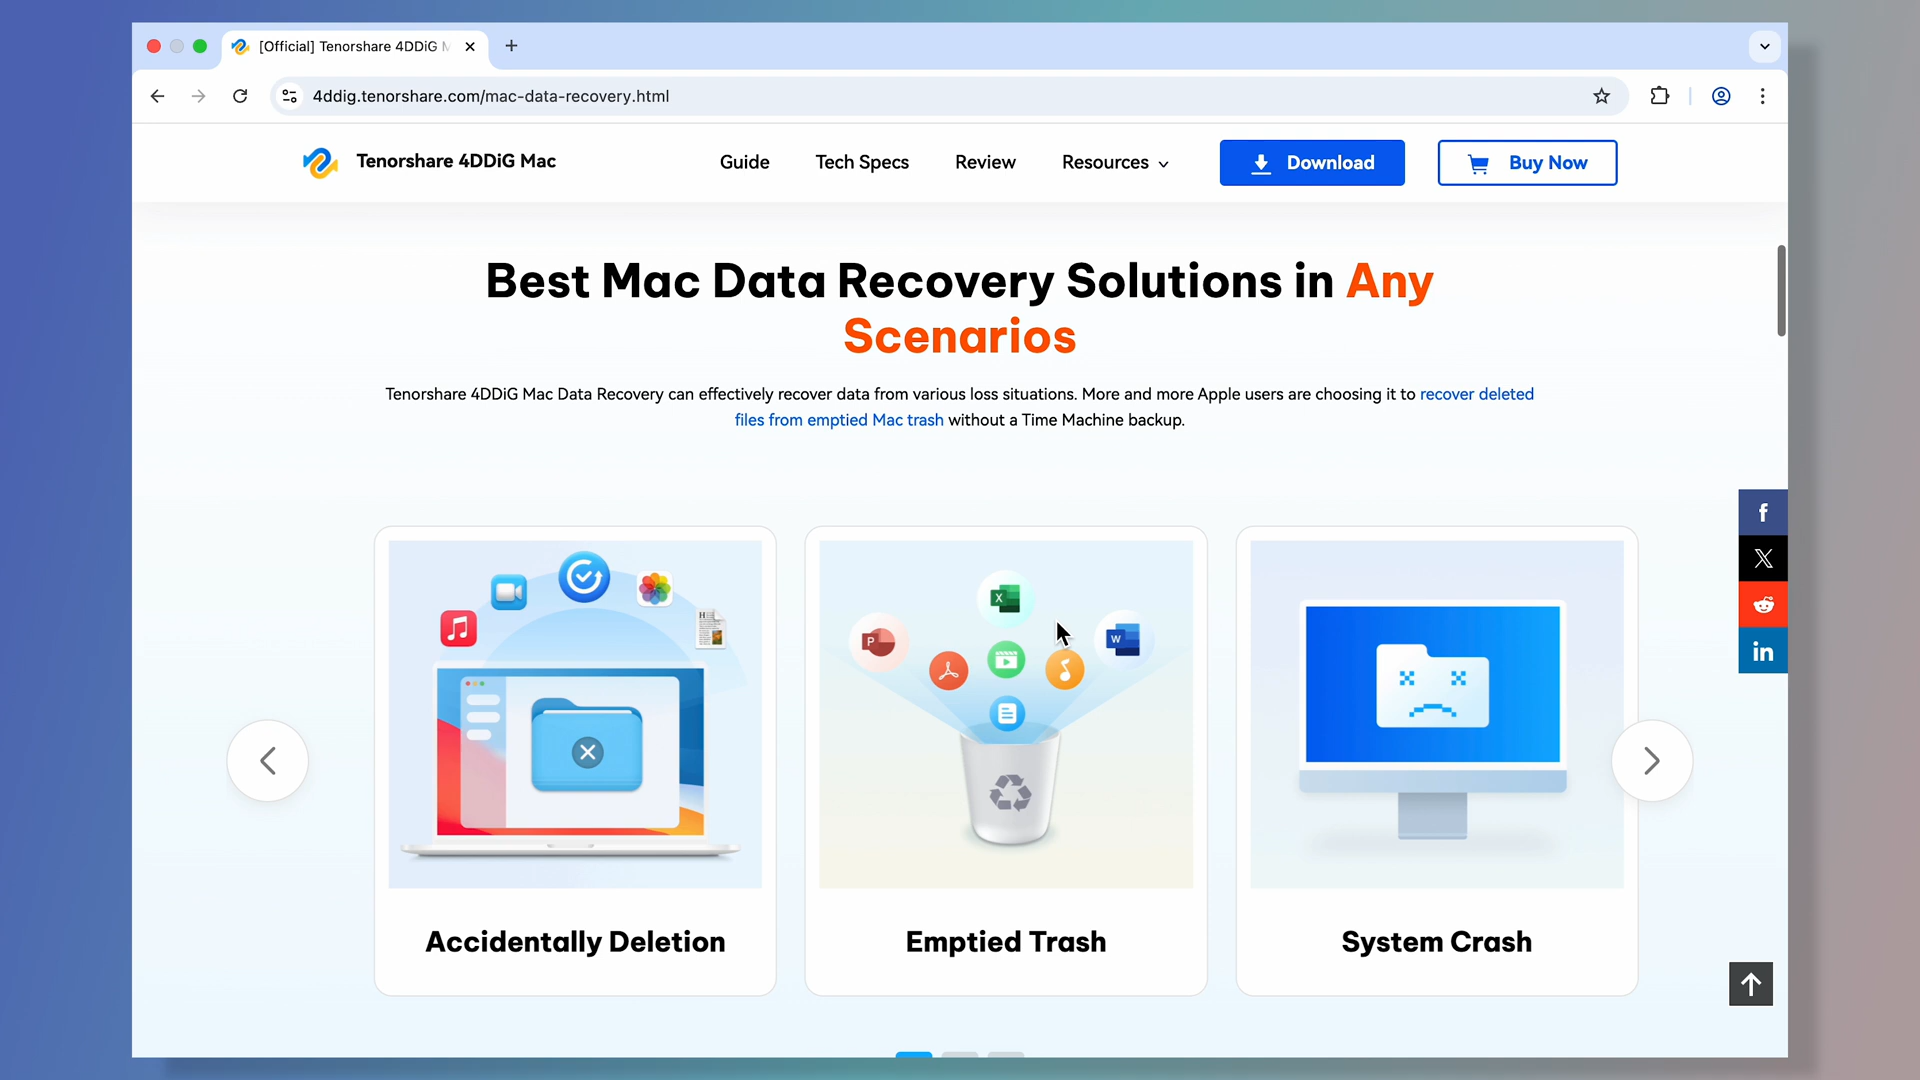 [Official] Tenorshare 4DDiG M
4ddig.tenorshare.com/mac-data-recovery.html
Tenorshare 4DDiG Mac
Guide
Tech Specs
Review
Resources
Download
Buy Now
Best Mac Data Recovery Solutions in Any
Scenarios
Tenorshare 4DDiG Mac Data Recovery can effectively recover data from various loss situations. More and more Apple users are choosing it to recover deleted
files from emptied Mac trash without a Time Machine backup.
f
X
in
X
P
W
Accidentally Deletion
Emptied Trash
System Crash